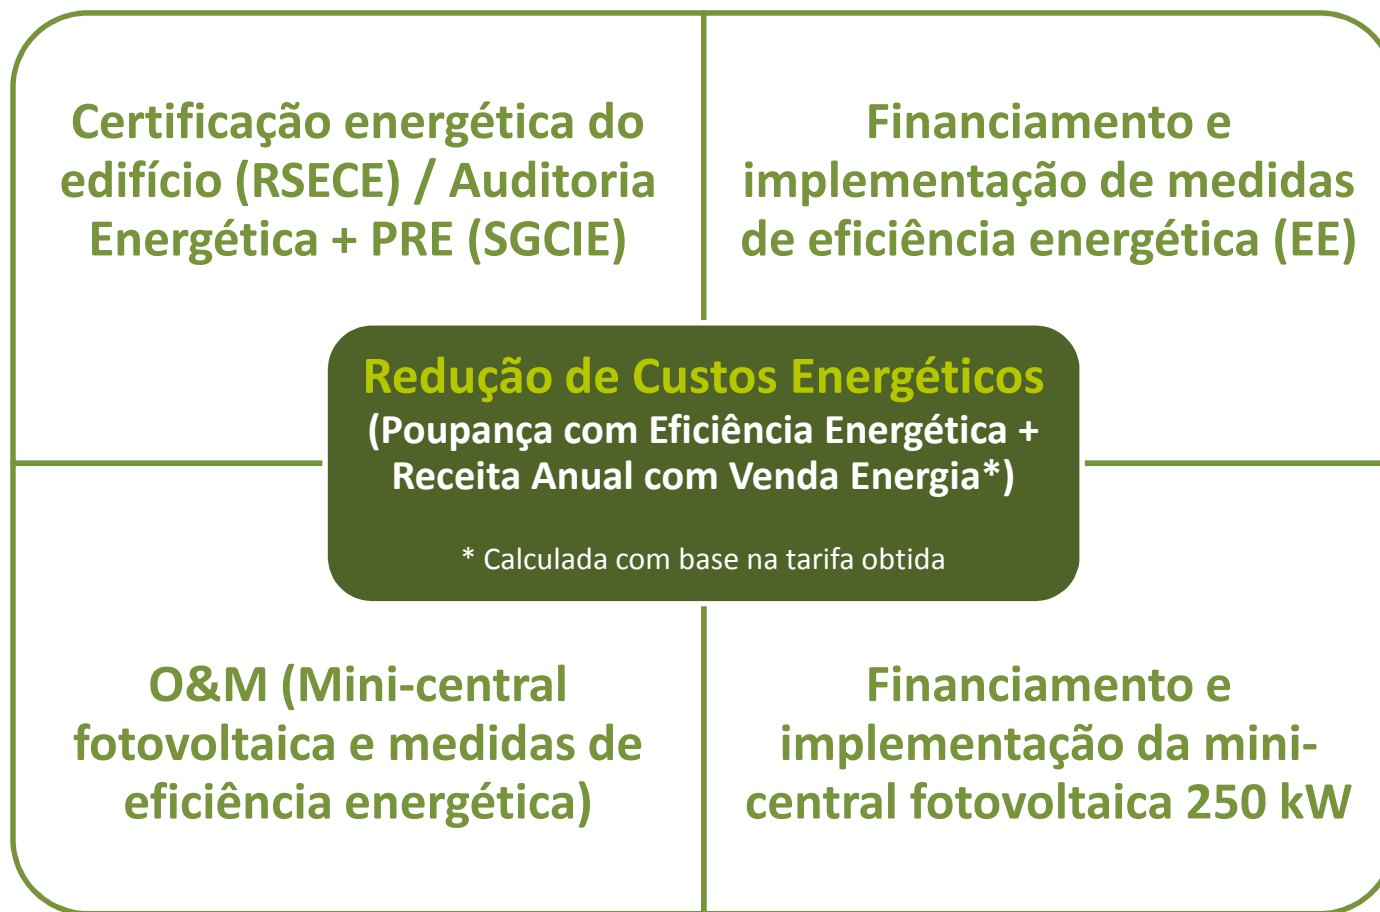 Certificação energética do
edifício (RSECE) / Auditoria
Energética + PRE (SGCIE)
Financiamento e
implementação de medidas
de eficiência energética (EE)
Redução de Custos Energéticos
(Poupança com Eficiência Energética +
Receita Anual com Venda Energia*)
* Calculada com base na tarifa obtida
O&M (Mini-central
fotovoltaica e medidas de
eficiência energética)
Financiamento e
implementação da mini-
central fotovoltaica 250 kW